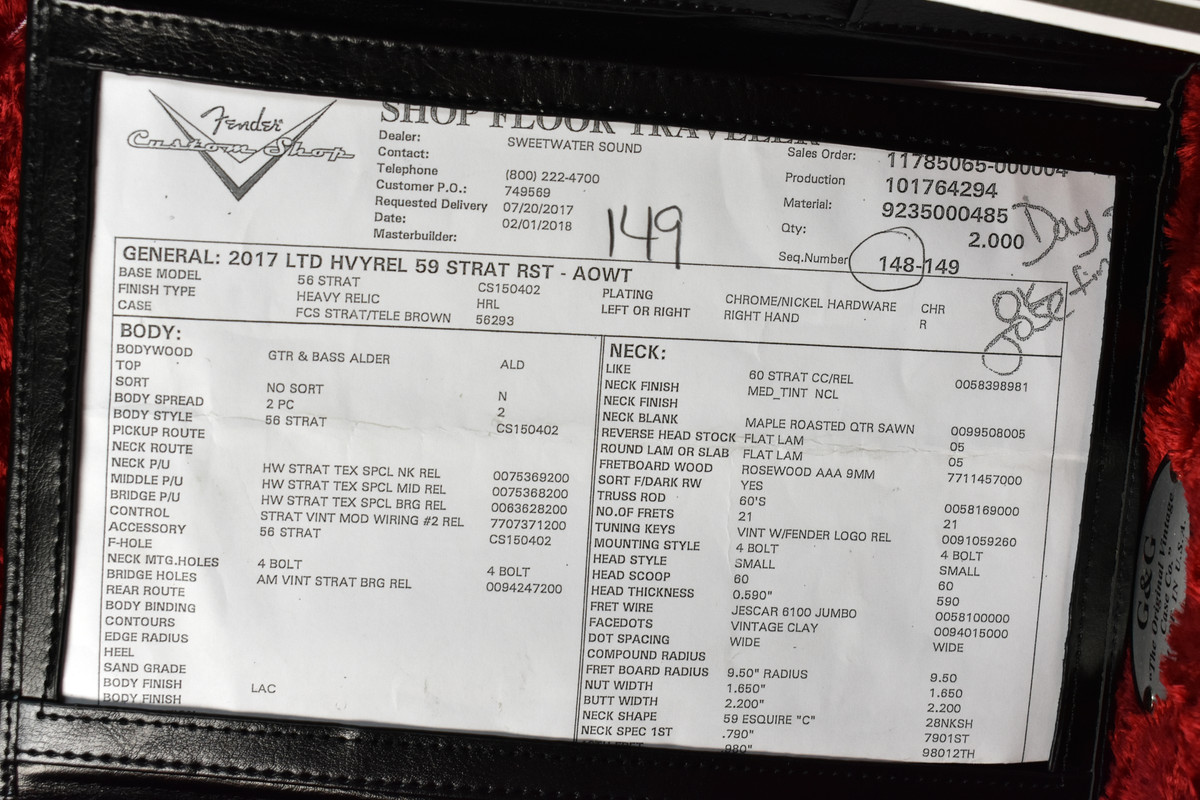 Fender
Custom Shop
SHOP FLOOR TRAVELER
Dealer: SWEETWATER SOUND
Contact:
Telephone (800) 222-4700
Customer P.O.: 749569
Requested Delivery 07/20/2017
Date: 02/01/2018
Masterbuilder:
149
Sales Order: 11785065-000004
Production 101764294
Material: 9235000485
Qty: 2.000
Seq.Number 148-149
Day
OK
GENERAL: 2017 LTD HVYREL 59 STRAT RST - AOWT
BASE MODEL 56 STRAT CS150402 PLATING CHROME/NICKEL HARDWARE CHR
FINISH TYPE HEAVY RELIC HRL LEFT OR RIGHT RIGHT HAND R
CASE FCS STRAT/TELE BROWN 56293
BODY:
BODYWOOD GTR & BASS ALDER ALD
TOP
SORT NO SORT N
BODY SPREAD 2 PC 2
BODY STYLE 56 STRAT CS150402
PICKUP ROUTE
NECK ROUTE
NECK P/U HW STRAT TEX SPCL NK REL 0075369200
MIDDLE P/U HW STRAT TEX SPCL MID REL 0075368200
BRIDGE P/U HW STRAT TEX SPCL BRG REL 0063628200
CONTROL STRAT VINT MOD WIRING #2 REL 7707371200
ACCESSORY 56 STRAT CS150402
F-HOLE
NECK MTG.HOLES 4 BOLT 4 BOLT
BRIDGE HOLES AM VINT STRAT BRG REL 0094247200
REAR ROUTE
BODY BINDING
CONTOURS
EDGE RADIUS
HEEL
SAND GRADE
BODY FINISH LAC
BODY FINISH
NECK:
LIKE 60 STRAT CC/REL 0058398981
NECK FINISH MED_TINT NCL
NECK FINISH
NECK BLANK MAPLE ROASTED QTR SAWN 0099508005
REVERSE HEAD STOCK FLAT LAM 05
ROUND LAM OR SLAB FLAT LAM 05
FRETBOARD WOOD ROSEWOOD AAA 9MM 7711457000
SORT F/DARK RW YES
TRUSS ROD 60'S 0058169000
NO.OF FRETS 21 21
TUNING KEYS VINT W/FENDER LOGO REL 0091059260
MOUNTING STYLE 4 BOLT 4 BOLT
HEAD STYLE SMALL SMALL
HEAD SCOOP 60 60
HEAD THICKNESS 0.590" 590
FRET WIRE JESCAR 6100 JUMBO 0058100000
FACEDOTS VINTAGE CLAY 0094015000
DOT SPACING WIDE WIDE
COMPOUND RADIUS
FRET BOARD RADIUS 9.50" RADIUS 9.50
NUT WIDTH 1.650" 1.650
BUTT WIDTH 2.200" 2.200
NECK SHAPE 59 ESQUIRE "C" 28NKSH
NECK SPEC 1ST .790" 7901ST
.980" 98012TH
G&G
"The Original Vintage
Case Co."
U.S.A.